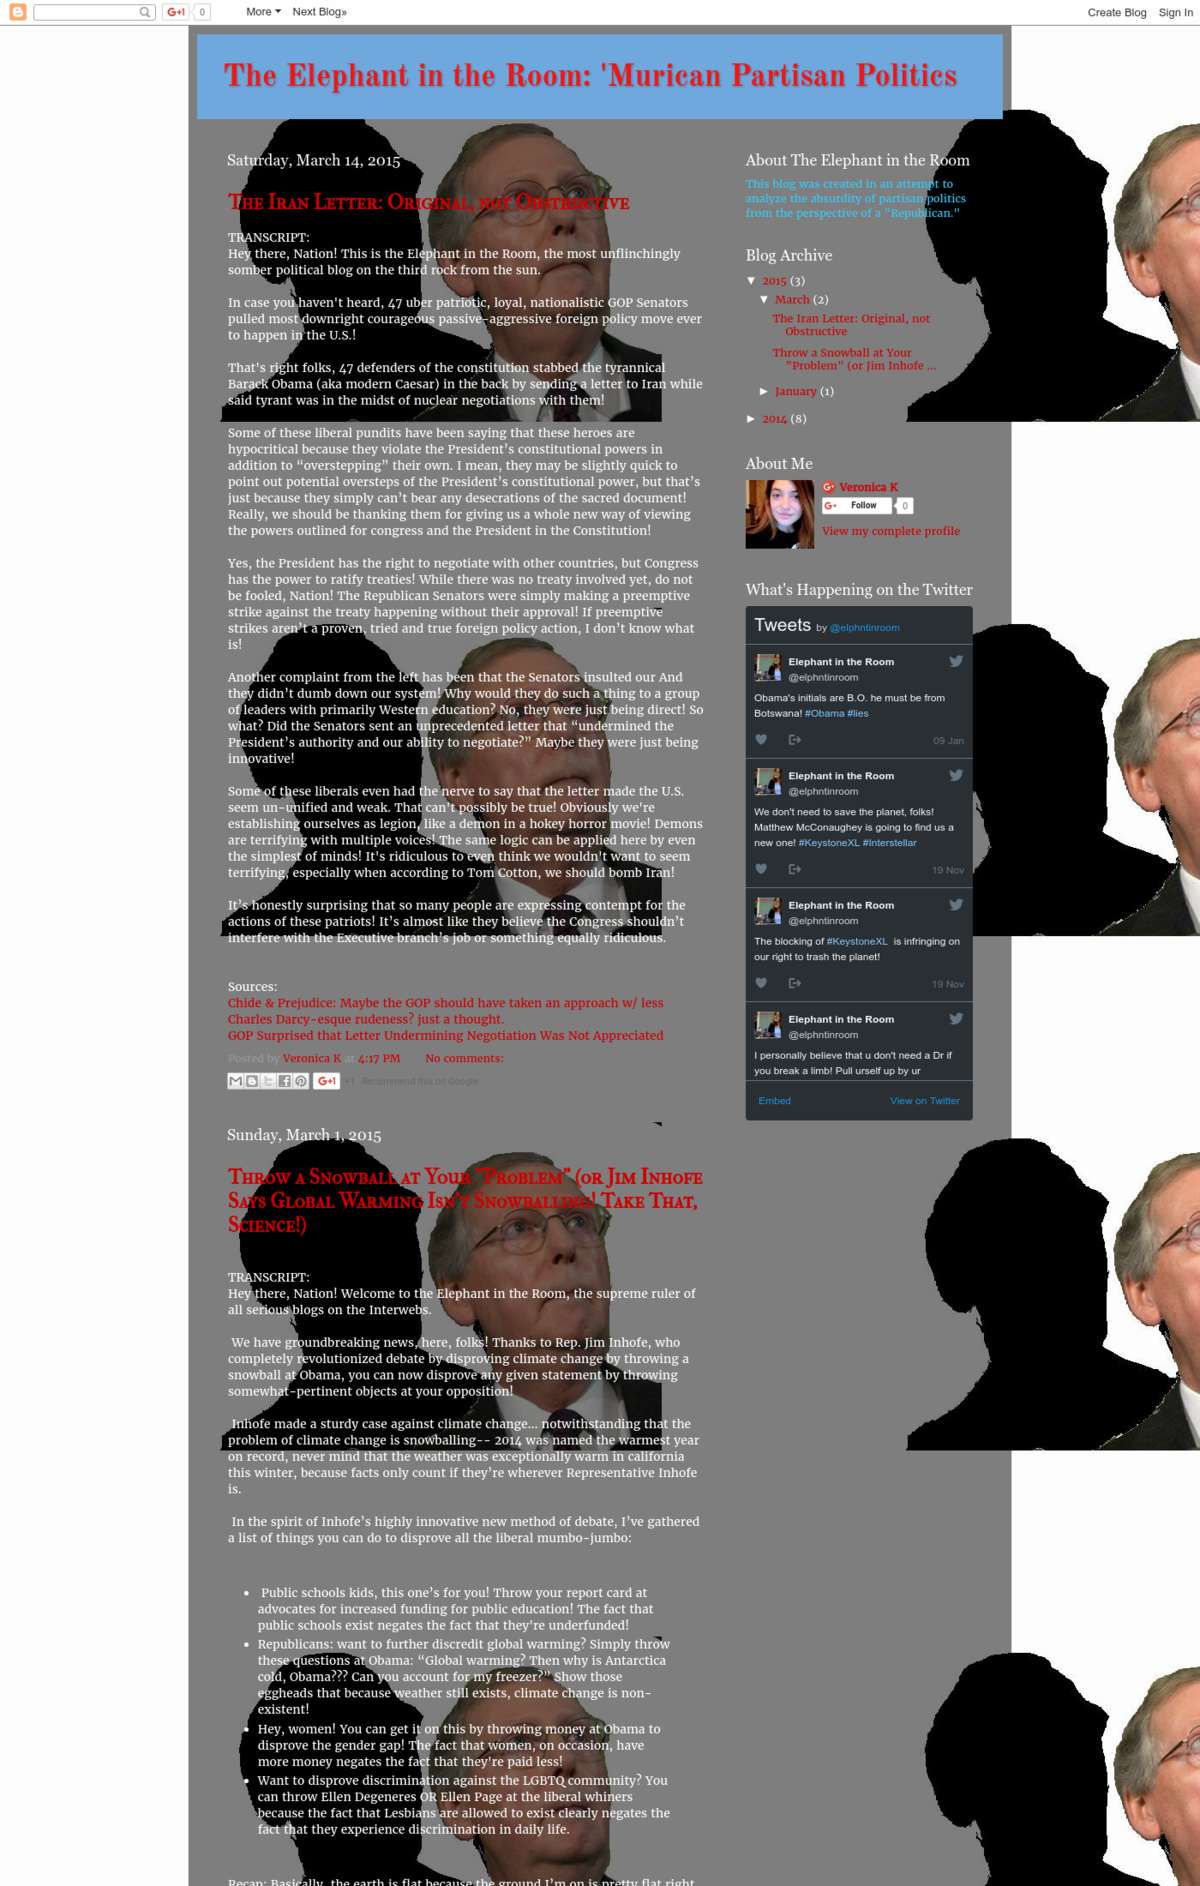 More
Next Blog»
Create Blog
Sign In
G+1
0
The Elephant in the Room: 'Murican Partisan Politics
Saturday, March 14, 2015
The Iran Letter: Original, not Obstructive
TRANSCRIPT:
Hey there, Nation! This is the Elephant in the Room, the most unflinchingly
somber political blog on the third rock from the sun.
In case you haven't heard, 47 uber patriotic, loyal, nationalistic GOP Senators
pulled most downright courageous passive-aggressive foreign policy move ever
to happen in the U.S.!
That's right folks, 47 defenders of the constitution stabbed the tyrannical
Barack Obama (aka modern Caesar) in the back by sending a letter to Iran while
said tyrant was in the midst of nuclear negotiations with them!
Some of these liberal pundits have been saying that these heroes are
hypocritical because they violate the President's constitutional powers in
addition to “overstepping” their own. I mean, they may be slightly quick to
point out potential oversteps of the President's constitutional power, but that's
just because they simply can't bear any desecrations of the sacred document!
Really, we should be thanking them for giving us a whole new way of viewing
the powers outlined for congress and the President in the Constitution!
Yes, the President has the right to negotiate with other countries, but Congress
has the power to ratify treaties! While there was no treaty involved yet, do not
be fooled, Nation! The Republican Senators were simply making a preemptive
strike against the treaty happening without their approval! If preemptive
strikes aren't a proven, tried and true foreign policy action, I don't know what
is!
Another complaint from the left has been that the Senators insulted our And
they didn't dumb down our system! Why would they do such a thing to a group
of leaders with primarily Western education? No, they were just being direct! So
what? Did the Senators sent an unprecedented letter that “undermined the
President's authority and our ability to negotiate?” Maybe they were just being
innovative!
Some of these liberals even had the nerve to say that the letter made the U.S.
seem un-unified and weak. That can't possibly be true! Obviously we're
establishing ourselves as legion, like a demon in a hokey horror movie! Demons
are terrifying with multiple voices! The same logic can be applied here by even
the simplest of minds! It's ridiculous to even think we wouldn't want to seem
terrifying, especially when according to Tom Cotton, we should bomb Iran!
It's honestly surprising that so many people are expressing contempt for the
actions of these patriots! It's almost like they believe the Congress shouldn't
interfere with the Executive branch's job or something equally ridiculous.
Sources:
Chide & Prejudice: Maybe the GOP should have taken an approach w/ less
Charles Darcy-esque rudeness? just a thought.
GOP Surprised that Letter Undermining Negotiation Was Not Appreciated
Posted by Veronica K at 4:17 PM No comments:
G+1 +1 Recommend this on Google
Sunday, March 1, 2015
Throw a Snowball at Your "Problem" (or Jim Inhofe
Says Global Warming Isn't Snowballing! Take That,
Science!)
TRANSCRIPT:
Hey there, Nation! Welcome to the Elephant in the Room, the supreme ruler of
all serious blogs on the Interwebs.
We have groundbreaking news, here, folks! Thanks to Rep. Jim Inhofe, who
completely revolutionized debate by disproving climate change by throwing a
snowball at Obama, you can now disprove any given statement by throwing
somewhat-pertinent objects at your opposition!
Inhofe made a sturdy case against climate change... notwithstanding that the
problem of climate change is snowballing-- 2014 was named the warmest year
on record, never mind that the weather was exceptionally warm in california
this winter, because facts only count if they're wherever Representative Inhofe
is.
In the spirit of Inhofe's highly innovative new method of debate, I've gathered
a list of things you can do to disprove all the liberal mumbo-jumbo:
• Public schools kids, this one's for you! Throw your report card at
advocates for increased funding for public education! The fact that
public schools exist negates the fact that they're underfunded!
• Republicans: want to further discredit global warming? Simply throw
these questions at Obama: “Global warming? Then why is Antarctica
cold, Obama??? Can you account for my freezer?” Show those
eggheads that because weather still exists, climate change is non-
existent!
• Hey, women! You can get it on this by throwing money at Obama to
disprove the gender gap! The fact that women, on occasion, have
more money negates the fact that they're paid less!
• Want to disprove discrimination against the LGBTQ community? You
can throw Ellen Degeneres OR Ellen Page at the liberal whiners
because the fact that Lesbians are allowed to exist clearly negates the
fact that they experience discrimination in daily life.
Recap: Basically, the earth is flat because the ground I'm on is pretty flat right
About The Elephant in the Room
This blog was created in an attempt to
analyze the absurdity of partisan politics
from the perspective of a "Republican."
Blog Archive
▼ 2015 (3)
▼ March (2)
The Iran Letter: Original, not
Obstructive
Throw a Snowball at Your
"Problem" (or Jim Inhofe ...
► January (1)
► 2014 (8)
About Me
Veronica K
G+ Follow 0
View my complete profile
What's Happening on the Twitter
Tweets by @elphntinroom
Elephant in the Room
@elphntinroom
Obama's initials are B.O. he must be from
Botswana! #Obama #lies
09 Jan
Elephant in the Room
@elphntinroom
We don't need to save the planet, folks!
Matthew McConaughey is going to find us a
new one! #KeystoneXL #Interstellar
19 Nov
Elephant in the Room
@elphntinroom
The blocking of #KeystoneXL is infringing on
our right to trash the planet!
19 Nov
Elephant in the Room
@elphntinroom
I personally believe that u don't need a Dr if
you break a limb! Pull urself up by ur
Embed
View on Twitter